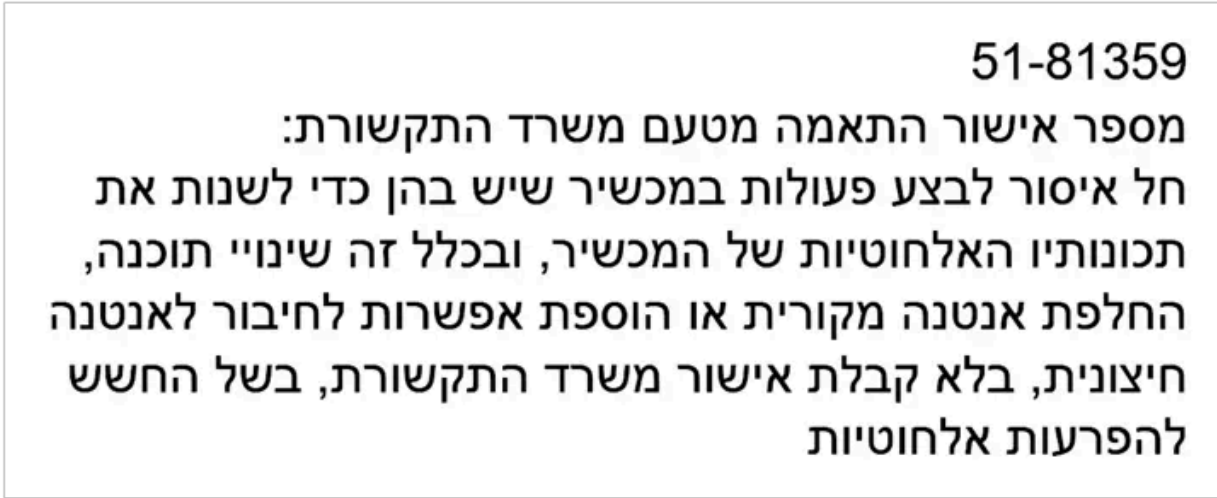 51-81359
מספר אישור התאמה מטעם משרד התקשורת:
חל איסור לבצע פעולות במכשיר שיש בהן כדי לשנות את
תכונותיו האלחוטיות של המכשיר, ובכלל זה שינויי תוכנה,
החלפת אנטנה מקורית או הוספת אפשרות לחיבור לאנטנה
חיצונית, בלא קבלת אישור משרד התקשורת, בשל החשש
להפרעות אלחוטיות